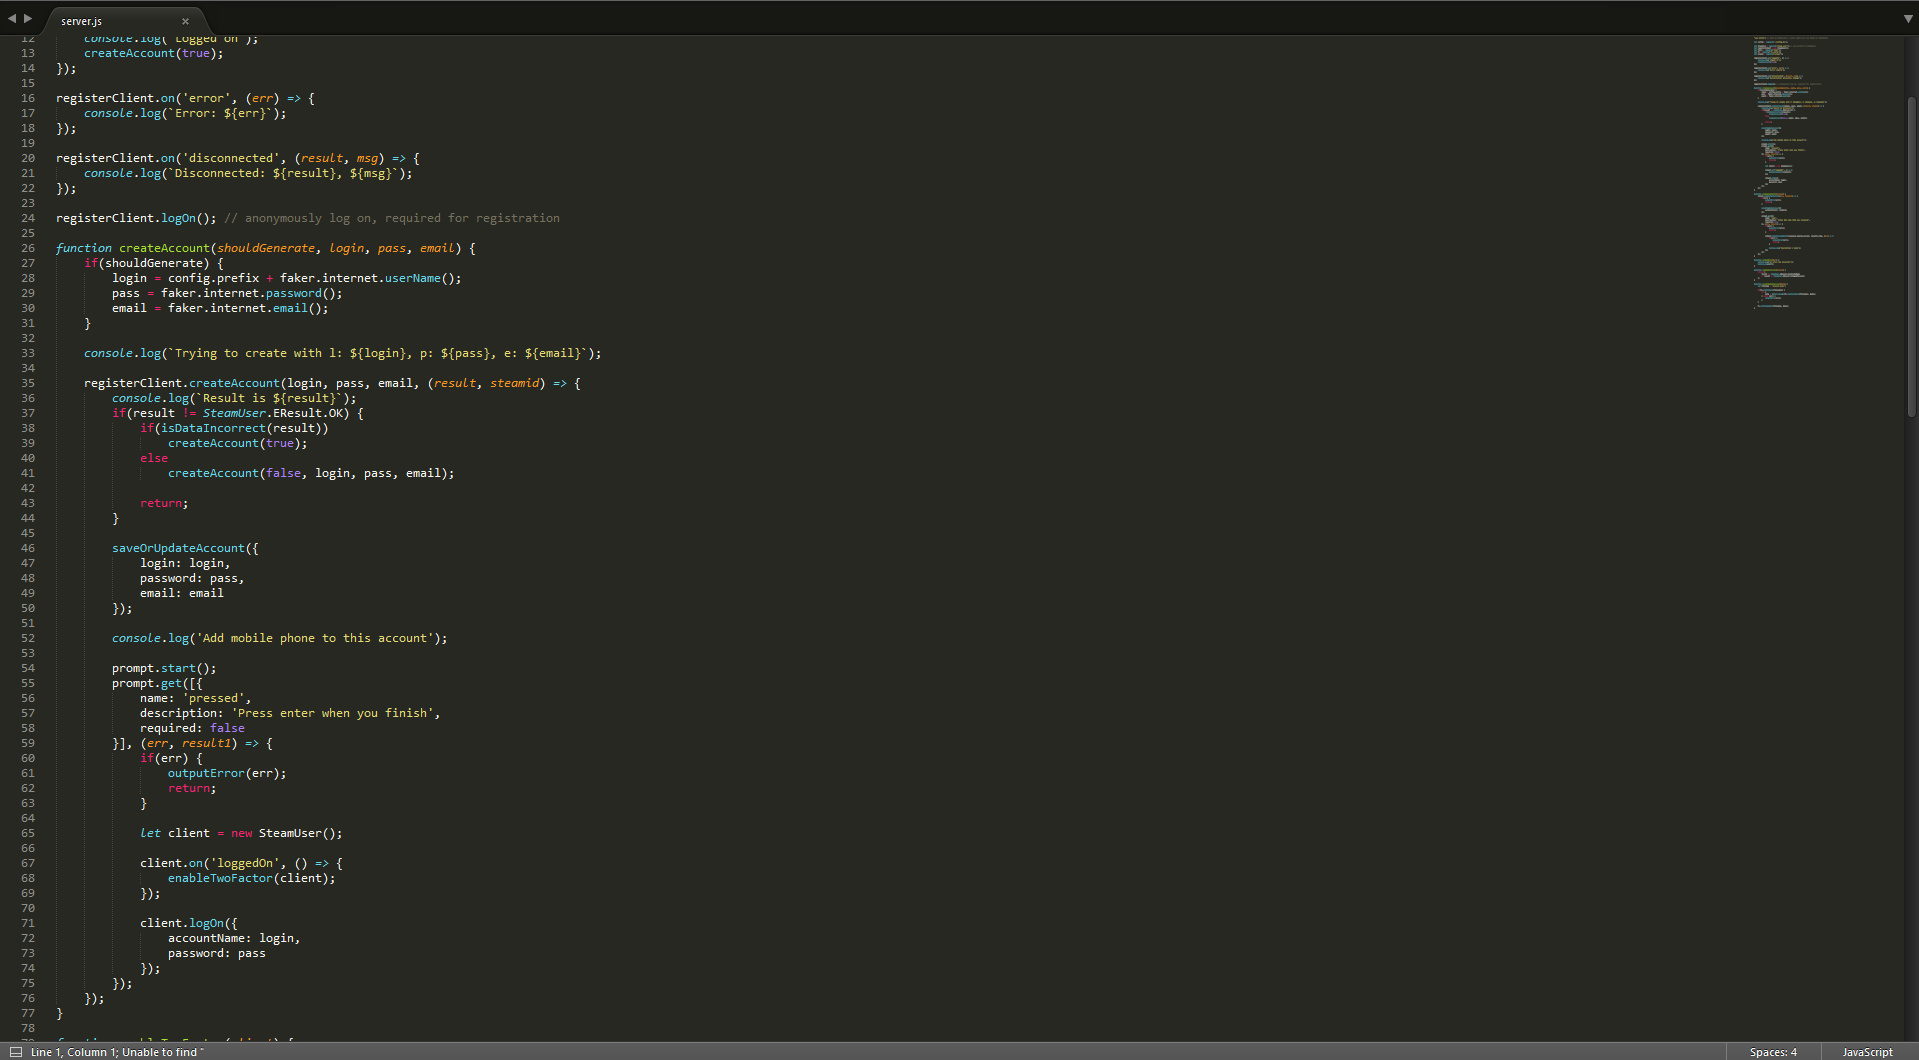 server.js ×
12 console.log('Logged on');
13 createAccount(true);
14 });
15
16 registerClient.on('error', (err) => {
17 console.log(`Error: ${err}`);
18 });
19
20 registerClient.on('disconnected', (result, msg) => {
21 console.log(`Disconnected: ${result}, ${msg}`);
22 });
23
24 registerClient.logOn(); // anonymously log on, required for registration
25
26 function createAccount(shouldGenerate, login, pass, email) {
27 if(shouldGenerate) {
28 login = config.prefix + faker.internet.userName();
29 pass = faker.internet.password();
30 email = faker.internet.email();
31 }
32
33 console.log(`Trying to create with l: ${login}, p: ${pass}, e: ${email}`);
34
35 registerClient.createAccount(login, pass, email, (result, steamid) => {
36 console.log(`Result is ${result}`);
37 if(result != SteamUser.EResult.OK) {
38 if(isDataIncorrect(result))
39 createAccount(true);
40 else
41 createAccount(false, login, pass, email);
42
43 return;
44 }
45
46 saveOrUpdateAccount({
47 login: login,
48 password: pass,
49 email: email
50 });
51
52 console.log('Add mobile phone to this account');
53
54 prompt.start();
55 prompt.get([{
56 name: 'pressed',
57 description: 'Press enter when you finish',
58 required: false
59 }], (err, result1) => {
60 if(err) {
61 outputError(err);
62 return;
63 }
64
65 let client = new SteamUser();
66
67 client.on('loggedOn', () => {
68 enableTwoFactor(client);
69 });
70
71 client.logOn({
72 accountName: login,
73 password: pass
74 });
75 });
76 });
77 }
78
Line 1, Column 1; Unable to find " Spaces: 4 JavaScript